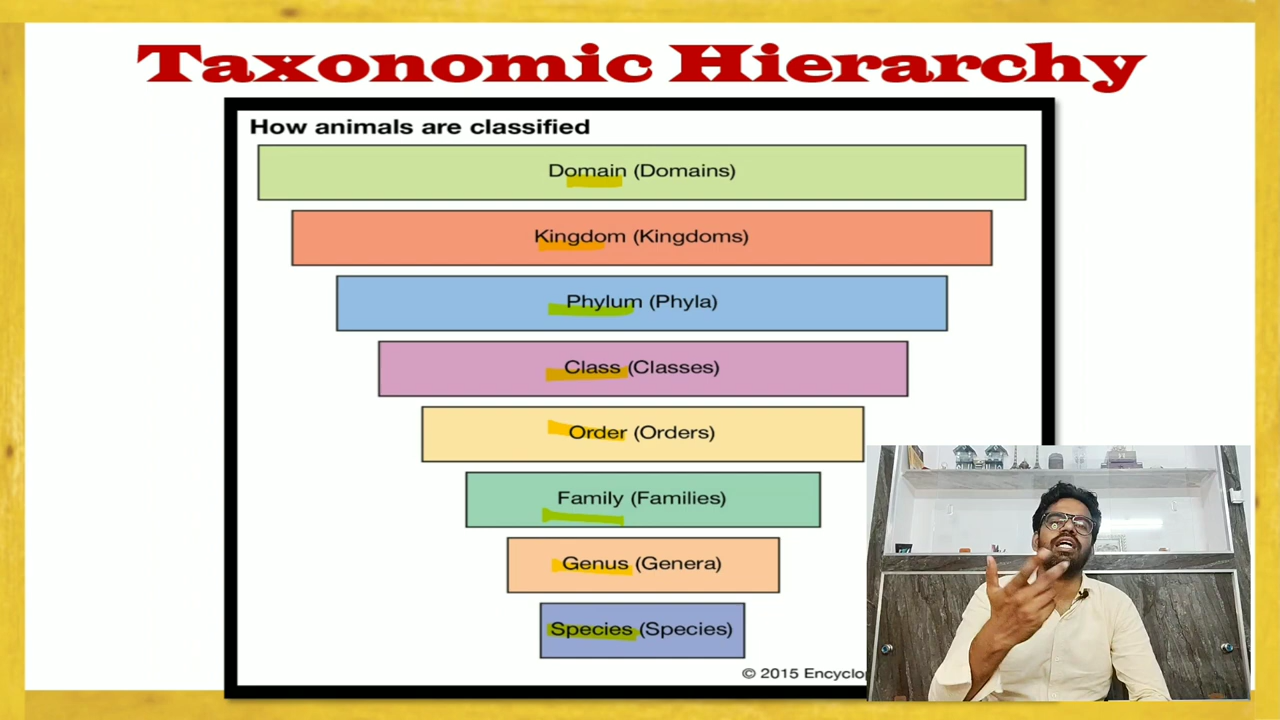 Taxonomic Hierarchy
How animals are classified
Domain (Domains)
Kingdom (Kingdoms)
Phylum (Phyla)
Class (Classes)
Order (Orders)
Family (Families)
Genus (Genera)
Species (Species)
© 2015